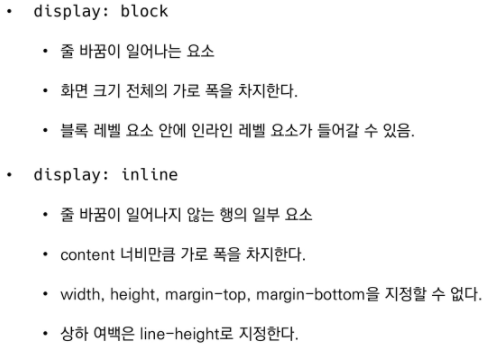 • display: block
• 줄 바꿈이 일어나는 요소
• 화면 크기 전체의 가로 폭을 차지한다.
• 블록 레벨 요소 안에 인라인 레벨 요소가 들어갈 수 있음.
• display: inline
• 줄 바꿈이 일어나지 않는 행의 일부 요소
• content 너비만큼 가로 폭을 차지한다.
• width, height, margin-top, margin-bottom을 지정할 수 없다.
• 상하 여백은 line-height로 지정한다.